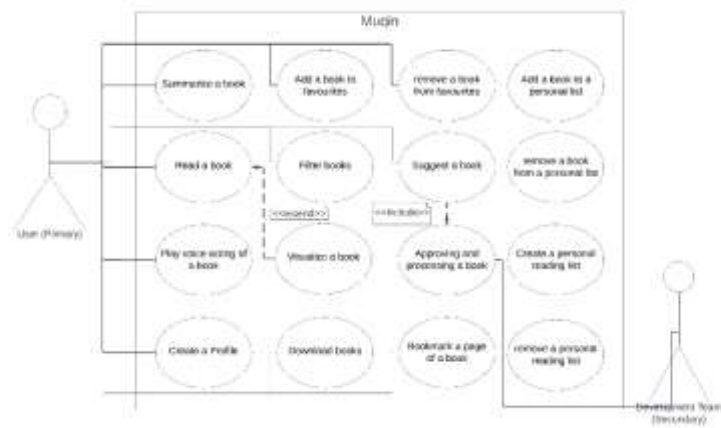 Muqin
Summarize a book
Add a book to
favourites
remove a book
from favourites
Add a book to a
personal list
Read a book
Filter books
Suggest a book
remove a book
from a personal list
<<extend>>
<<include>>
User (Primary)
Play voice acting of
a book
Visualize a book
Approving and
processing a book
Create a personal
reading list
Create a Profile
Download books
Bookmark a page
of a book
remove a personal
reading list
Development Team
(Secondary)